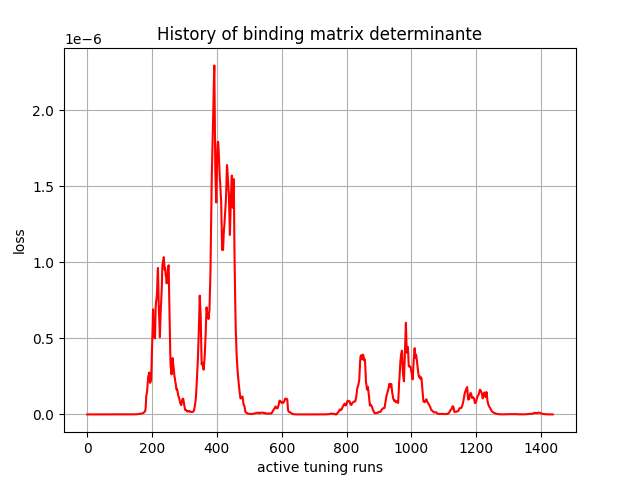 History of binding matrix determinante
1e−6
2.0
1.5
1.0
0.5
0.0
loss
0 200 400 600 800 1000 1200 1400
active tuning runs